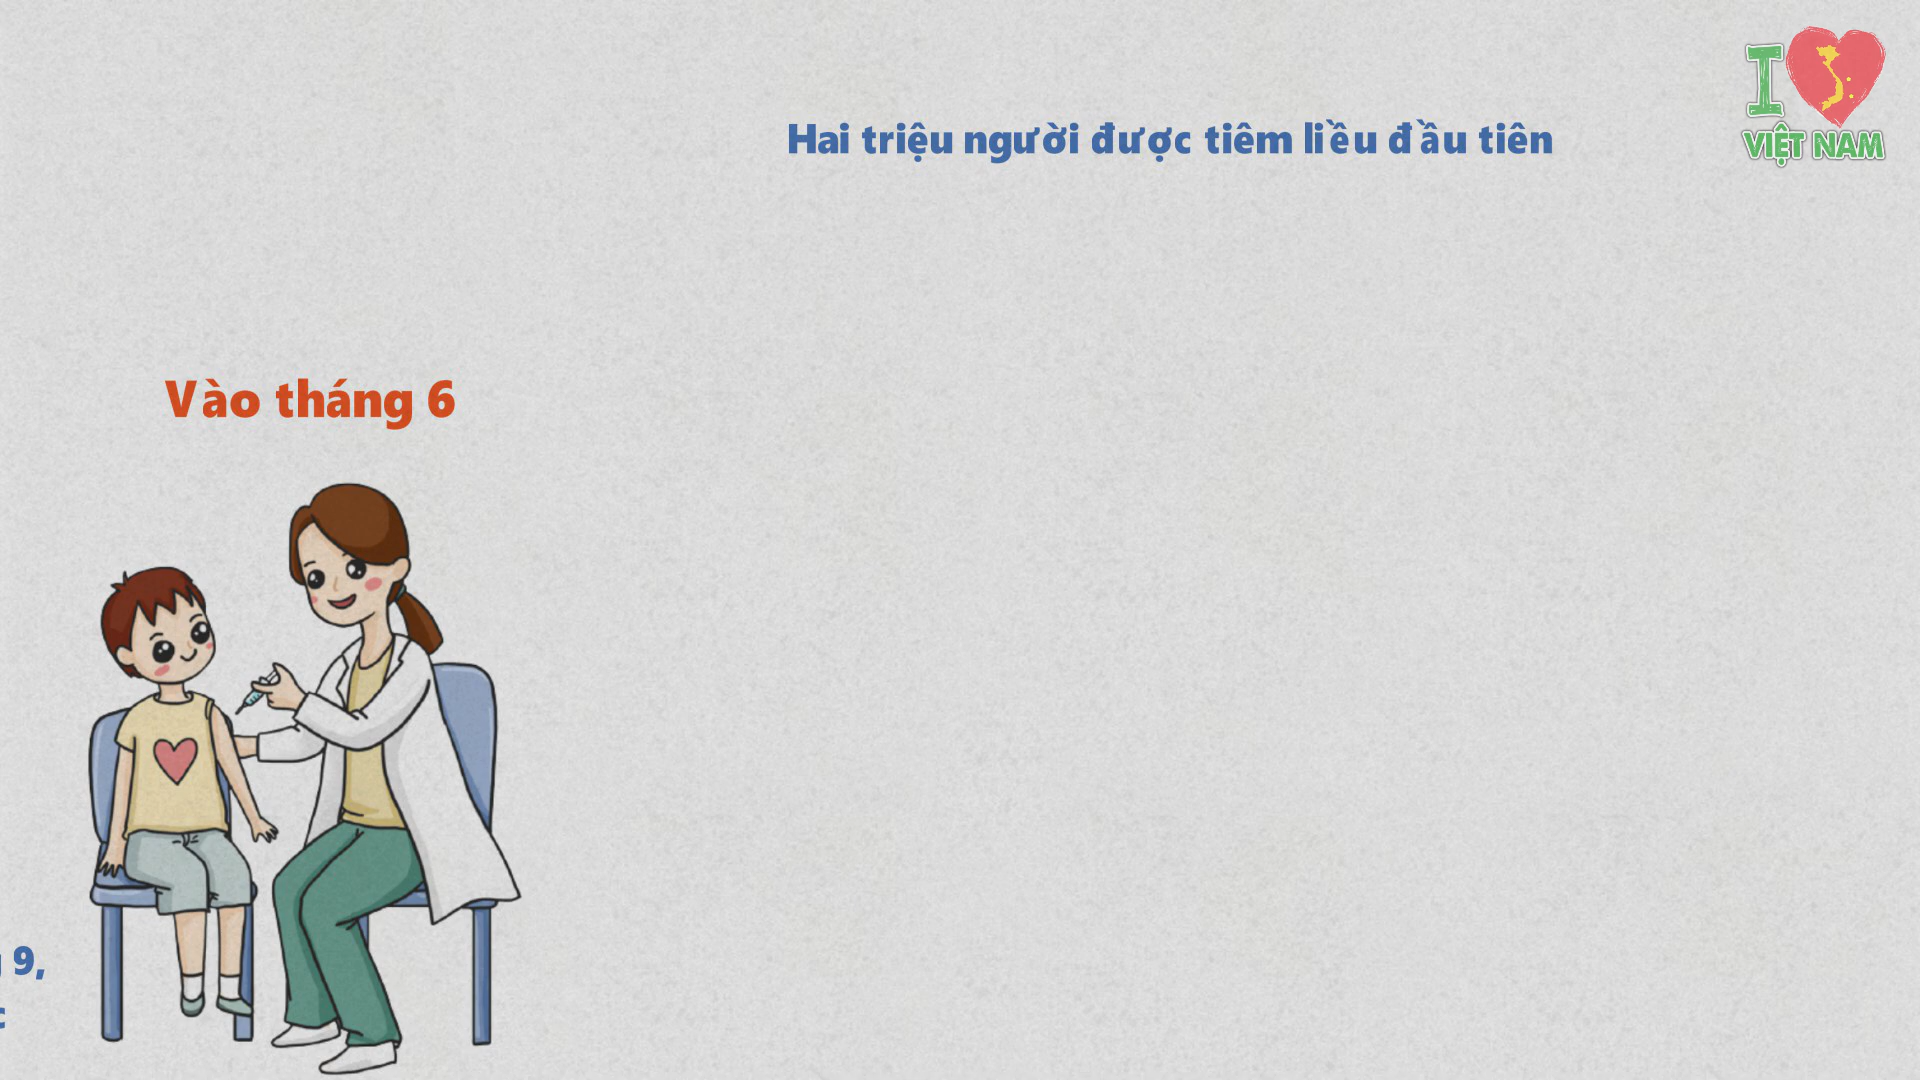 I
VIỆT NAM
Hai triệu người được tiêm liều đầu tiên
Vào tháng 6
9,